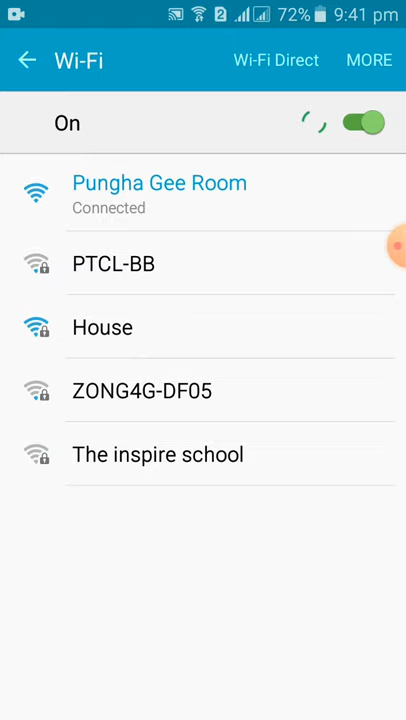 2 72% 9:41 pm
Wi-Fi Wi-Fi Direct MORE
On
Pungha Gee Room
Connected
PTCL-BB
House
ZONG4G-DF05
The inspire school